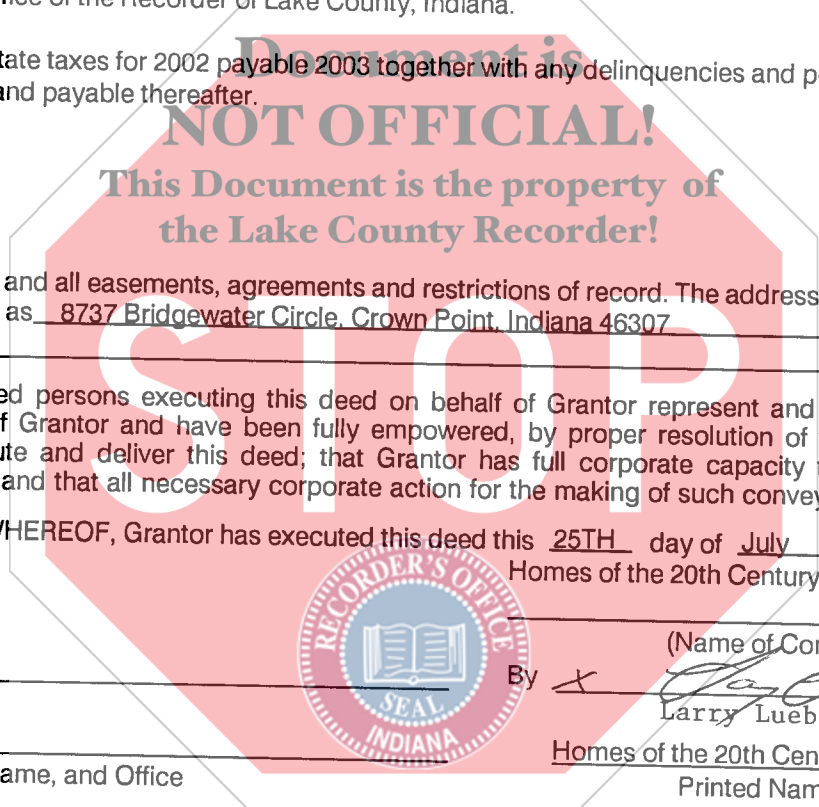 ice of the Recorder of Lake County, Indiana.
Document is
tate taxes for 2002 payable 2003 together with any delinquencies and p
and payable thereafter.
NOT OFFICIAL!
This Document is the property of
the Lake County Recorder!
and all easements, agreements and restrictions of record. The address
as 8737 Bridgewater Circle, Crown Point, Indiana 46307
STOP
ed persons executing this deed on behalf of Grantor represent and
f Grantor and have been fully empowered, by proper resolution of
ute and deliver this deed; that Grantor has full corporate capacity
and that all necessary corporate action for the making of such convey
WHEREOF, Grantor has executed this deed this 25TH day of July
Homes of the 20th Century
RECORDER'S OFFICE
SEAL
INDIANA
(Name of Cor
By x
Larry Lueb
Homes of the 20th Cen
ame, and Office
Printed Nam